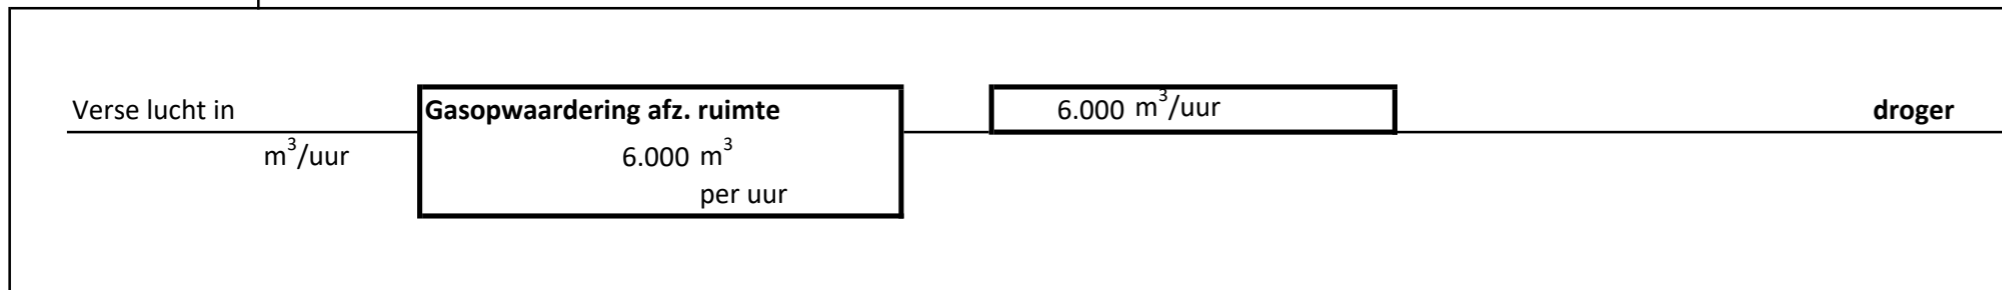 Verse lucht in
m³/uur
Gasopwaardering afz. ruimte
6.000 m³
per uur
6.000 m³/uur
droger